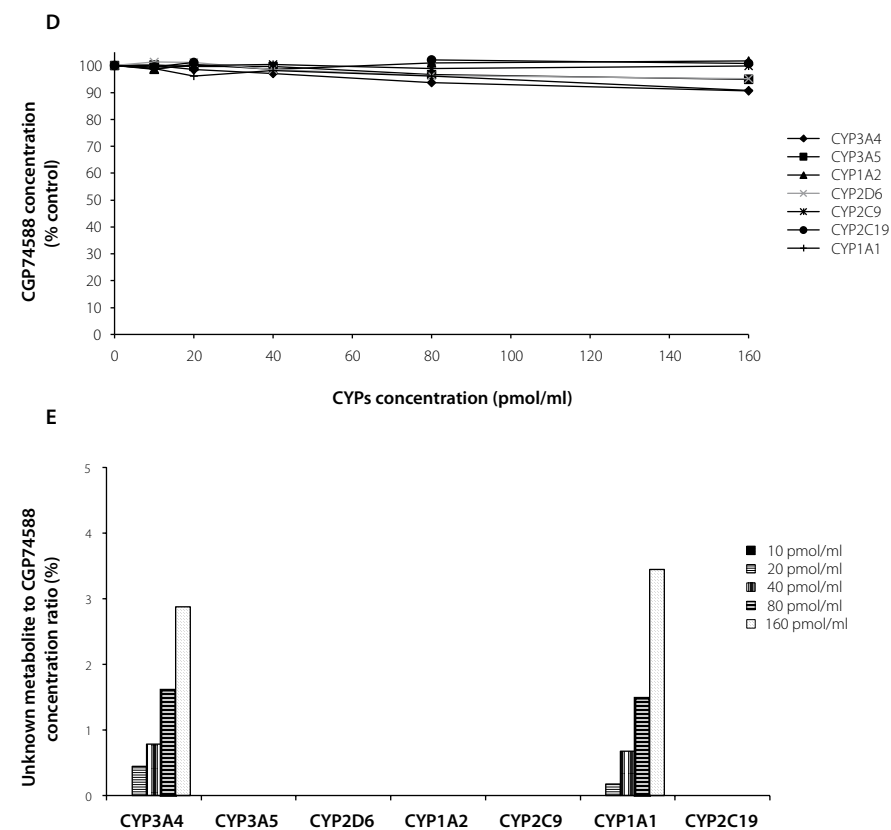 D
CGP74588 concentration
(% control)
100
90
80
70
60
50
40
30
20
10
0
0 20 40 60 80 100 120 140 160
CYPs concentration (pmol/ml)
CYP3A4
CYP3A5
CYP1A2
CYP2D6
CYP2C9
CYP2C19
CYP1A1
E
Unknown metabolite to CGP74588
concentration ratio (%)
5
4
3
2
1
0
CYP3A4 CYP3A5 CYP2D6 CYP1A2 CYP2C9 CYP1A1 CYP2C19
10 pmol/ml
20 pmol/ml
40 pmol/ml
80 pmol/ml
160 pmol/ml